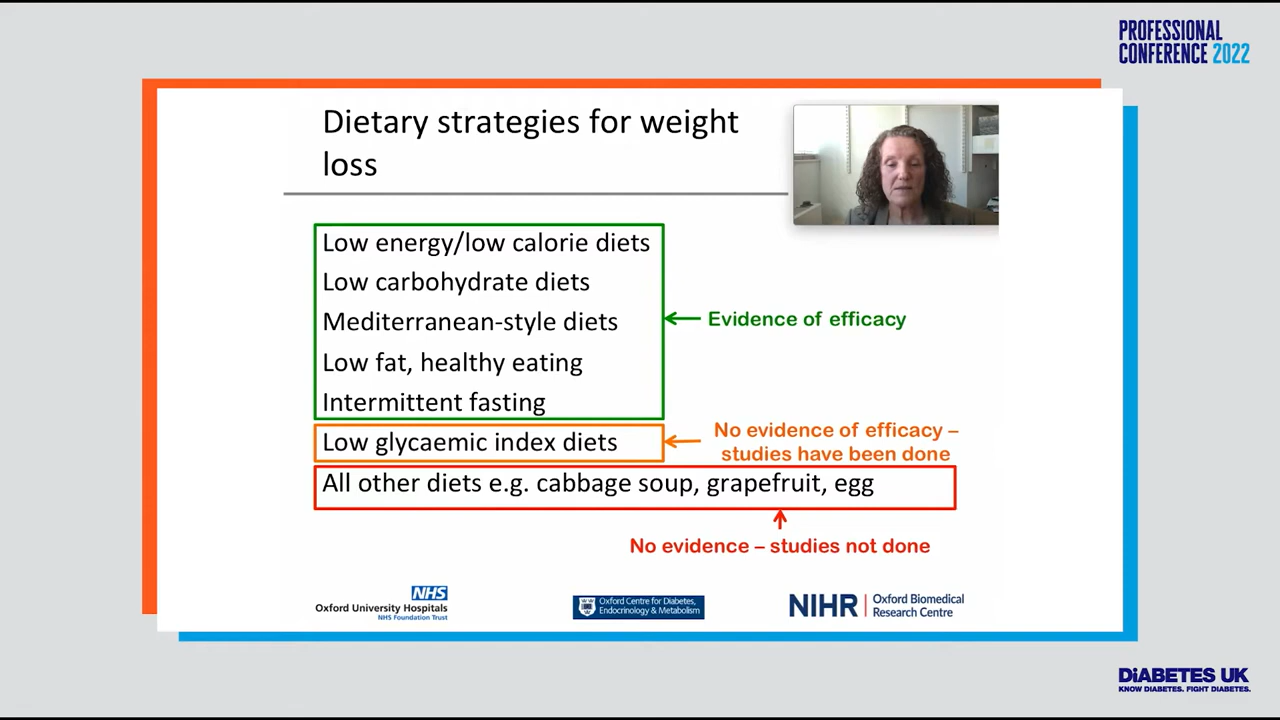 PROFESSIONAL
CONFERENCE 2022
Dietary strategies for weight
loss
Low energy/low calorie diets
Low carbohydrate diets
Mediterranean-style diets
Low fat, healthy eating
Intermittent fasting
Evidence of efficacy
Low glycaemic index diets
No evidence of efficacy –
studies have been done
All other diets e.g. cabbage soup, grapefruit, egg
No evidence – studies not done
NHS
Oxford University Hospitals
NHS Foundation Trust
Oxford Centre for Diabetes,
Endocrinology & Metabolism
NIHR
Oxford Biomedical
Research Centre
DiABETES UK
KNOW DIABETES. FIGHT DIABETES.